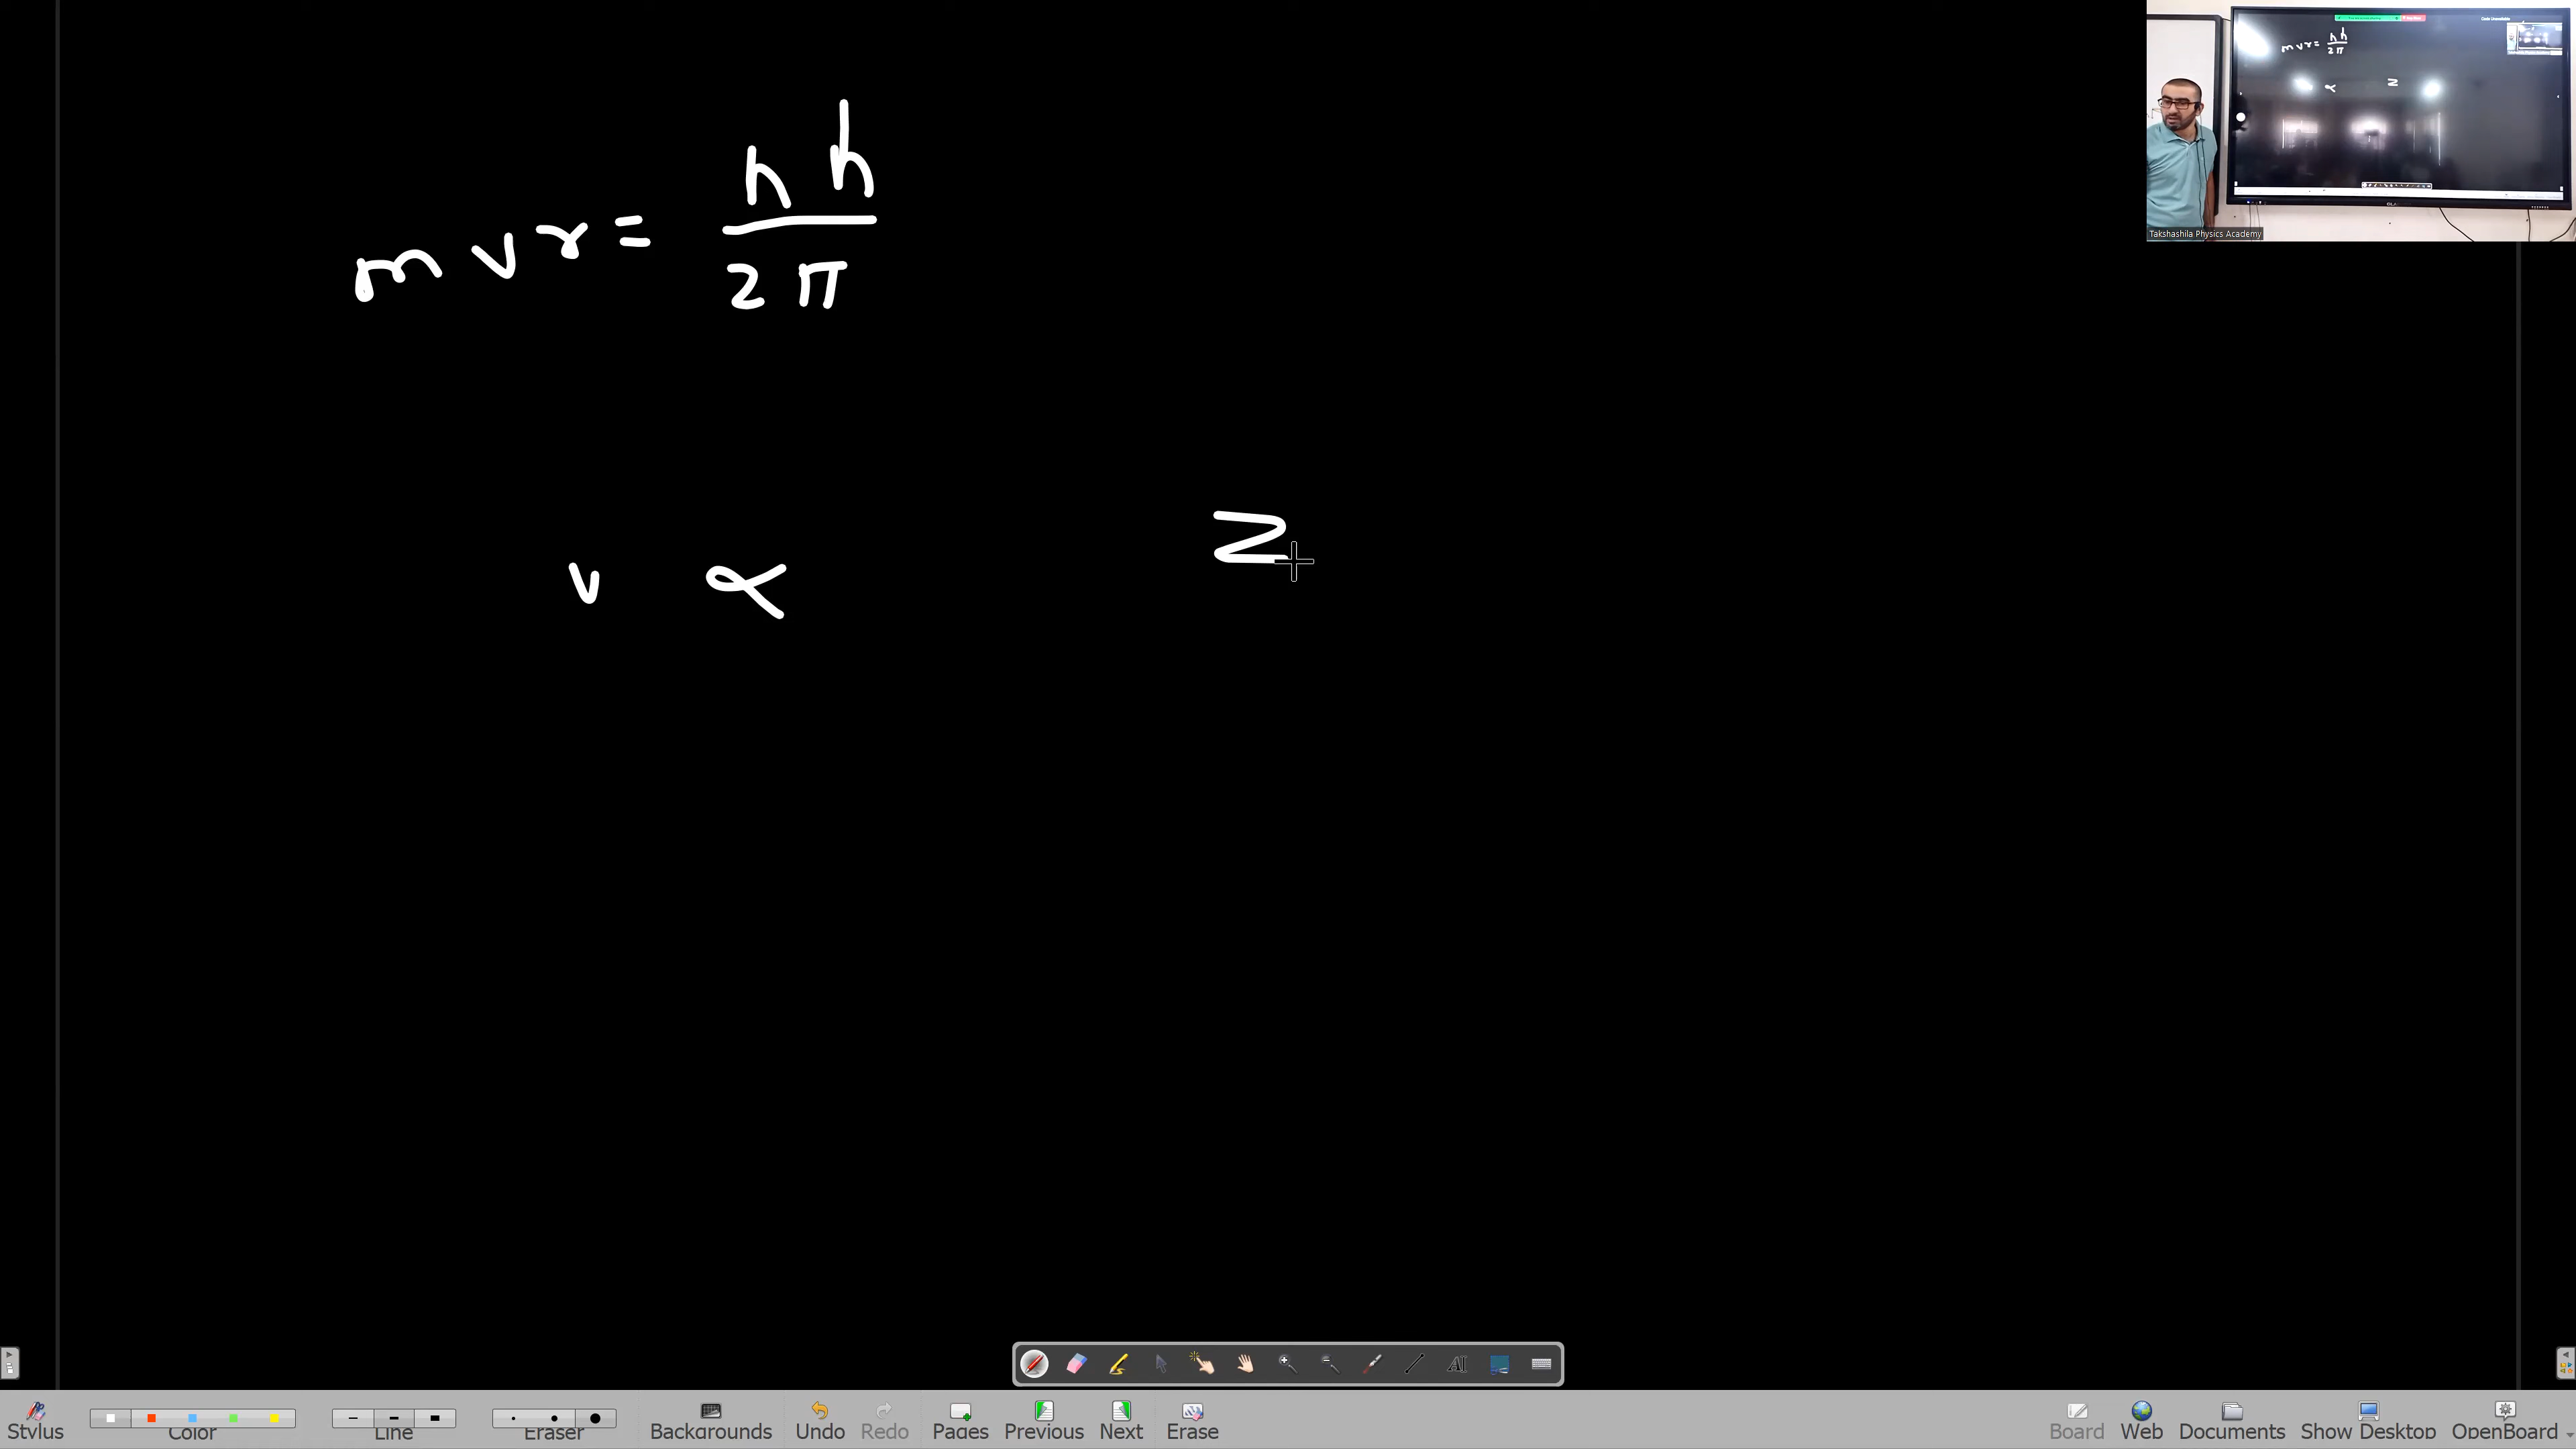 Takshashila Physics Academy
mvr = nh / 2π
v ∝ Z
Stylus Color Line Eraser Backgrounds Undo Redo Pages Previous Next Erase Board Web Documents Show Desktop OpenBoard